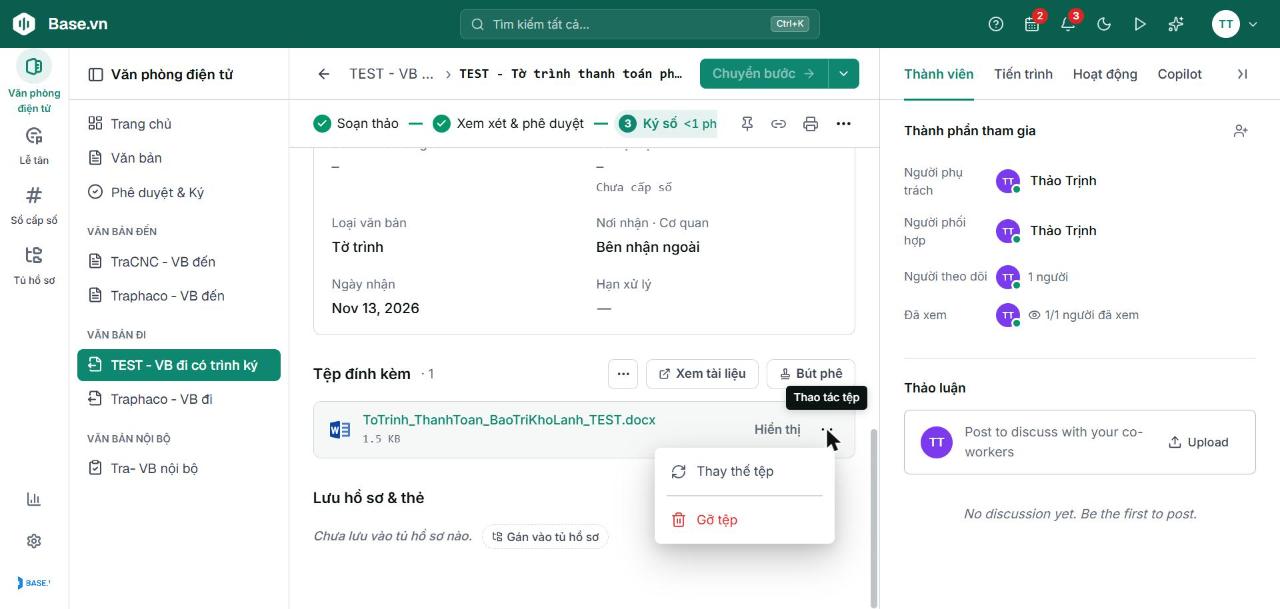 Base.vn
Tìm kiếm tất cả...
Ctrl+K
2
3
TT
Văn phòng điện tử
Lễ tân
Sổ cấp số
Tủ hồ sơ
BASE.
Văn phòng điện tử
Trang chủ
Văn bản
Phê duyệt & Ký
VĂN BẢN ĐẾN
TraCNC - VB đến
Traphaco - VB đến
VĂN BẢN ĐI
TEST - VB đi có trình ký
Traphaco - VB đi
VĂN BẢN NỘI BỘ
Tra- VB nội bộ
TEST - VB ... › TEST - Tờ trình thanh toán ph…
Chuyển bước →
Soạn thảo
Xem xét & phê duyệt
3 Ký số <1 ph
–
–
Chưa cấp số
Loại văn bản
Tờ trình
Nơi nhận · Cơ quan
Bên nhận ngoài
Ngày nhận
Nov 13, 2026
Hạn xử lý
—
Tệp đính kèm · 1
Xem tài liệu
Bút phê
Thao tác tệp
ToTrinh_ThanhToan_BaoTriKhoLanh_TEST.docx
1.5 KB
Hiển thị
Thay thế tệp
Gỡ tệp
Lưu hồ sơ & thẻ
Chưa lưu vào tủ hồ sơ nào.
Gán vào tủ hồ sơ
Thành viên
Tiến trình
Hoạt động
Copilot
Thành phần tham gia
Người phụ trách
TT
Thảo Trịnh
Người phối hợp
TT
Thảo Trịnh
Người theo dõi
TT
1 người
Đã xem
TT
1/1 người đã xem
Thảo luận
TT
Post to discuss with your co-
workers
Upload
No discussion yet. Be the first to post.